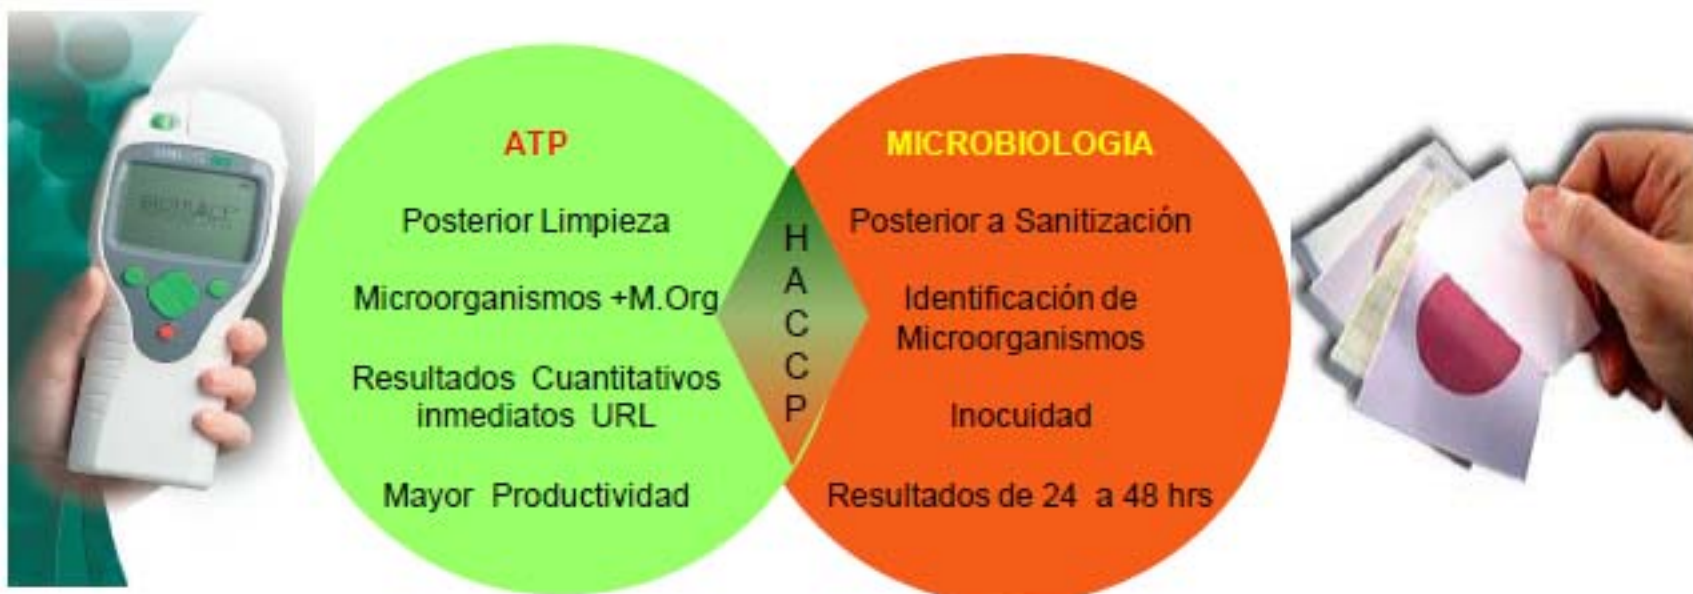 ATP
Posterior Limpieza
Microorganismos +M.Org
Resultados Cuantitativos
inmediatos URL
Mayor Productividad
H
A
C
C
P
MICROBIOLOGIA
Posterior a Sanitización
Identificación de
Microorganismos
Inocuidad
Resultados de 24 a 48 hrs